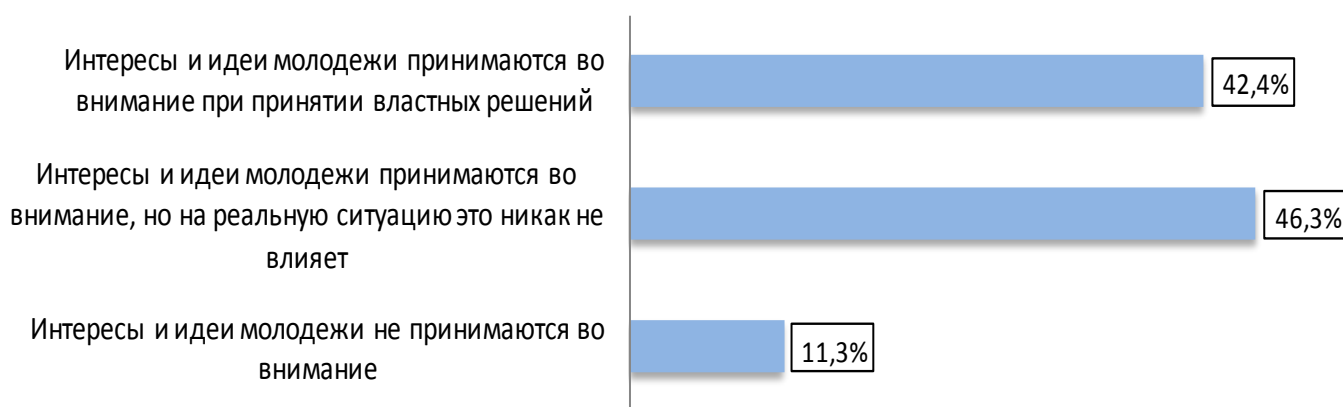 Интересы и идеи молодежи принимаются во
внимание при принятии властных решений
42,4%
Интересы и идеи молодежи принимаются во
внимание, но на реальную ситуацию это никак не
влияет
46,3%
Интересы и идеи молодежи не принимаются во
внимание
11,3%